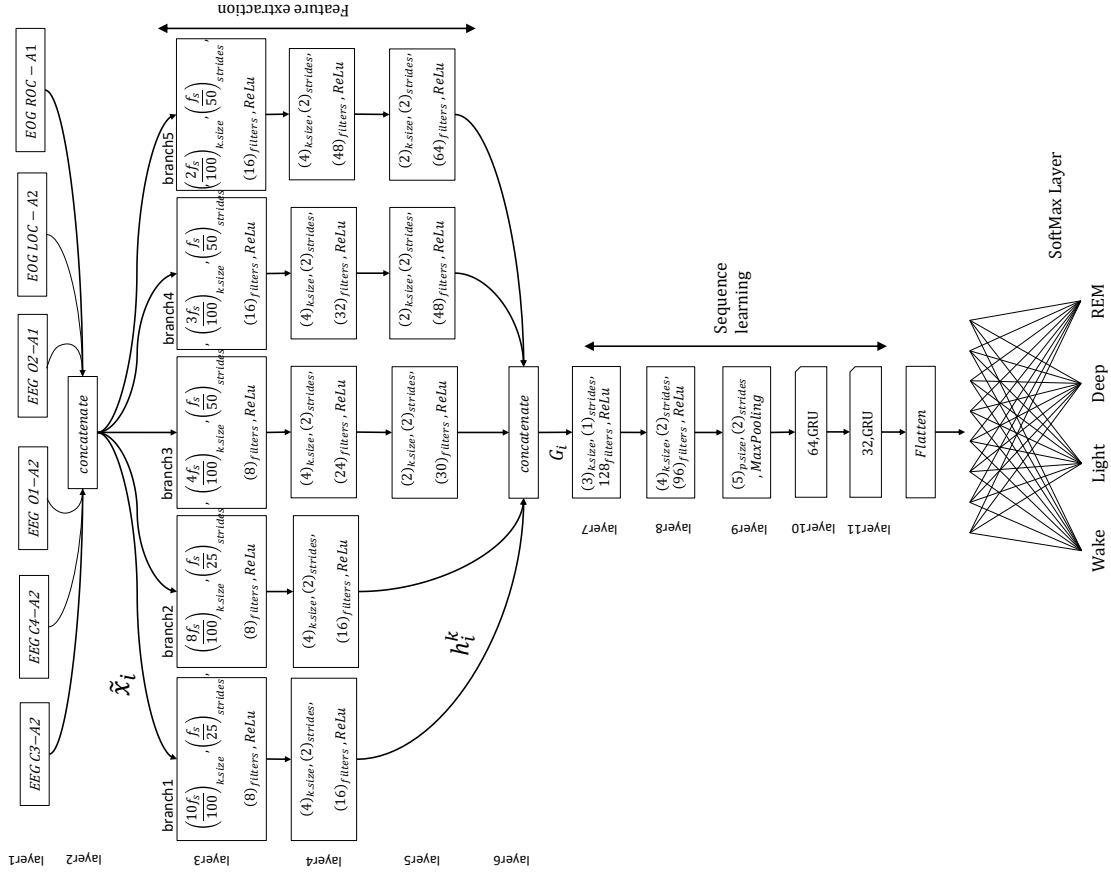 layer1
EEG C3−A2
EEG C4−A2
EEG O1−A2
EEG O2−A1
EOG LOC − A2
EOG ROC − A1
layer2
concatenate
x̃_i
Feature extraction
layer3
branch1
(10f_s/100)_k.size , (f_s/25)_strides,
(8)_filters , ReLu
branch2
(8f_s/100)_k.size , (f_s/25)_strides,
(8)_filters , ReLu
branch3
(4f_s/100)_k.size , (f_s/50)_strides,
(8)_filters , ReLu
branch4
(3f_s/100)_k.size , (f_s/50)_strides,
(16)_filters , ReLu
branch5
(2f_s/100)_k.size , (f_s/50)_strides,
(16)_filters , ReLu
layer4
(4)_k.size, (2)_strides,
(16)_filters , ReLu
(4)_k.size, (2)_strides,
(16)_filters , ReLu
(4)_k.size, (2)_strides,
(24)_filters , ReLu
(4)_k.size, (2)_strides,
(32)_filters , ReLu
(4)_k.size, (2)_strides,
(48)_filters , ReLu
layer5
(2)_k.size, (2)_strides,
(30)_filters , ReLu
(2)_k.size, (2)_strides,
(48)_filters , ReLu
(2)_k.size, (2)_strides,
(64)_filters , ReLu
h_i^k
layer6
concatenate
G_i
Sequence
learning
layer7
(3)_k.size, (1)_strides,
128_filters , ReLu
layer8
(4)_k.size, (2)_strides,
(96)_filters , ReLu
layer9
(5)_p.size, (2)_strides
, MaxPooling
layer10
64,GRU
layer11
32,GRU
Flatten
SoftMax Layer
Wake
Light
Deep
REM